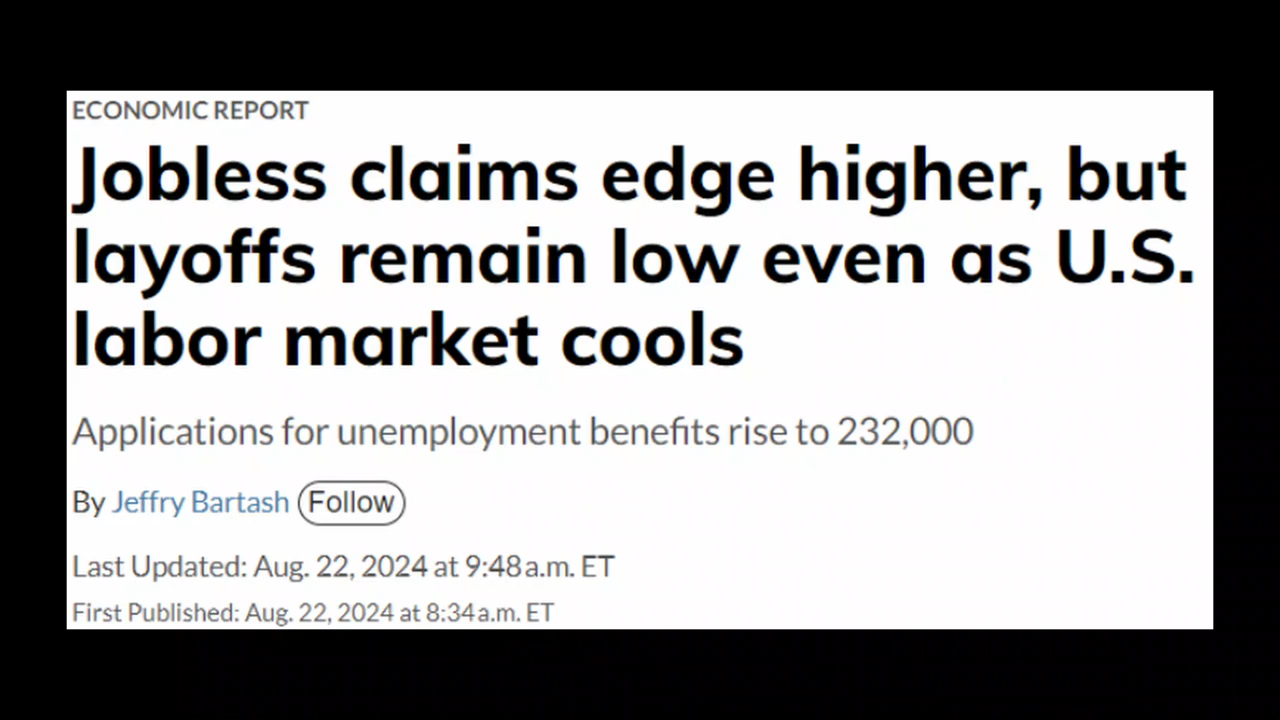 ECONOMIC REPORT
Jobless claims edge higher, but
layoffs remain low even as U.S.
labor market cools
Applications for unemployment benefits rise to 232,000
By Jeffry Bartash Follow
Last Updated: Aug. 22, 2024 at 9:48 a.m. ET
First Published: Aug. 22, 2024 at 8:34 a.m. ET